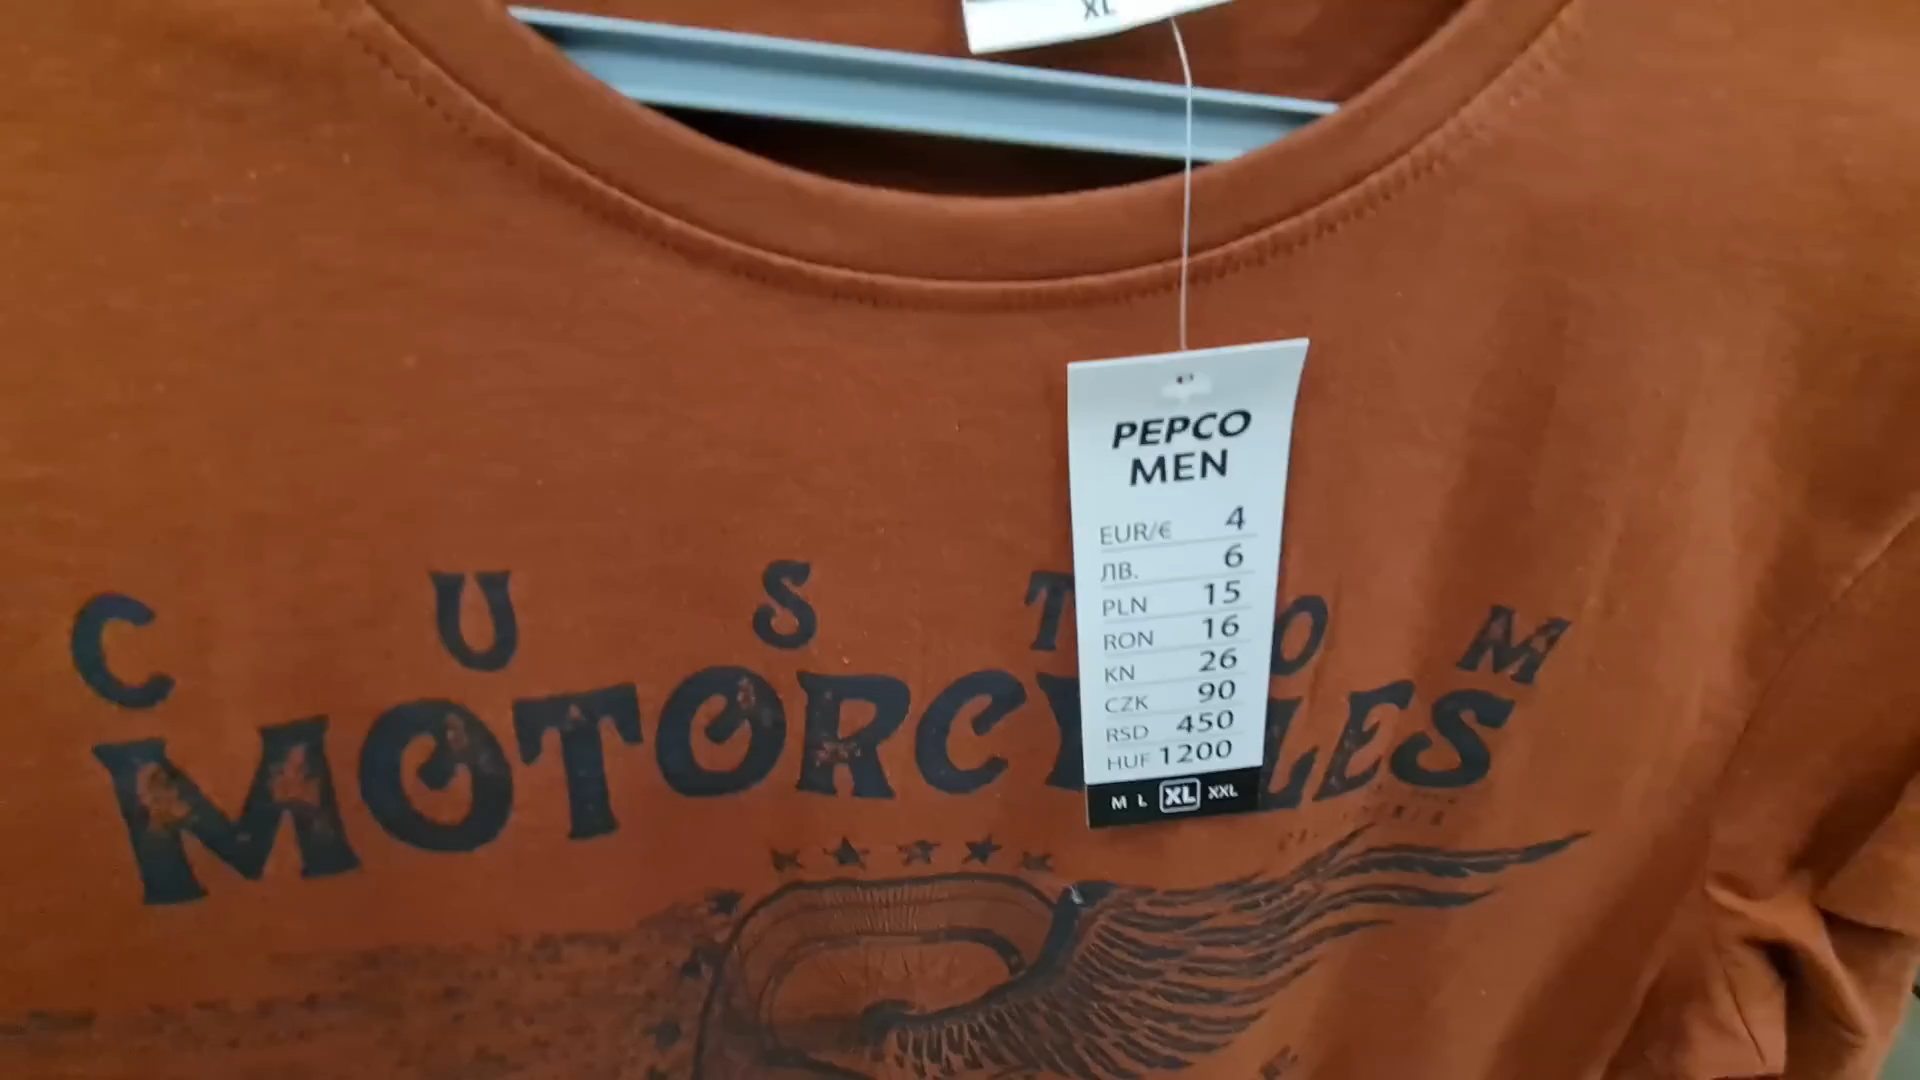 XL
PEPCO
MEN
EUR/€ 4
ЛВ. 6
PLN 15
RON 16
KN 26
CZK 90
RSD 450
HUF 1200
M L XL XXL
C U S T O M
MOTORCYCLES